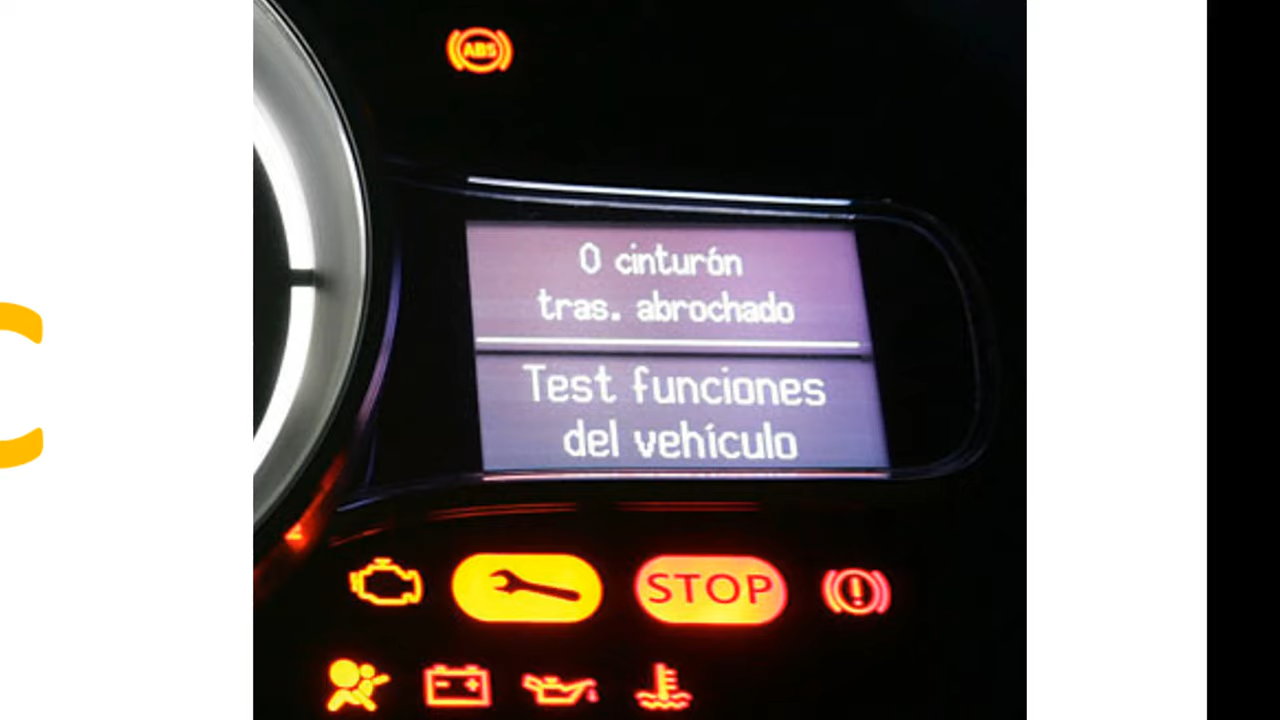 ABS
0 cinturón
tras. abrochado
Test funciones
del vehículo
STOP